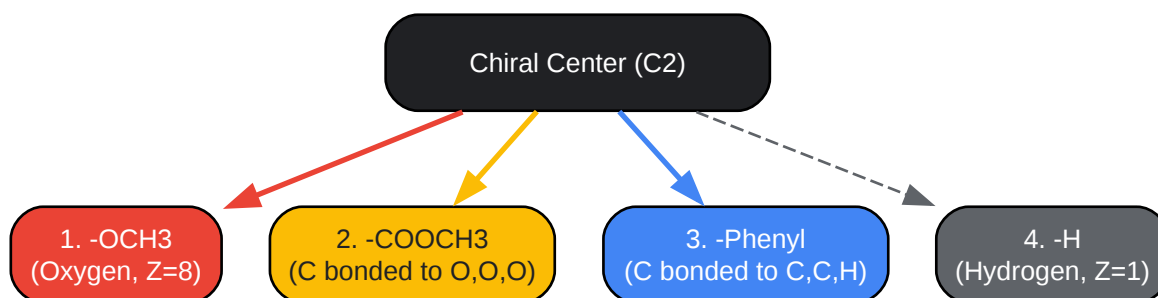 Chiral Center (C2)
1. -OCH3
(Oxygen, Z=8)
2. -COOCH3
(C bonded to O,O,O)
3. -Phenyl
(C bonded to C,C,H)
4. -H
(Hydrogen, Z=1)